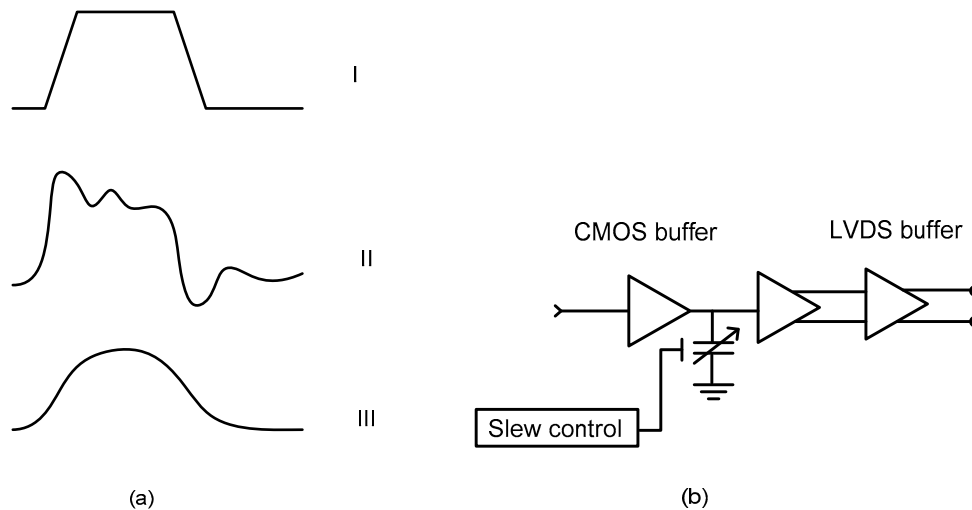 I
II
III
(a)
CMOS buffer
LVDS buffer
Slew control
(b)